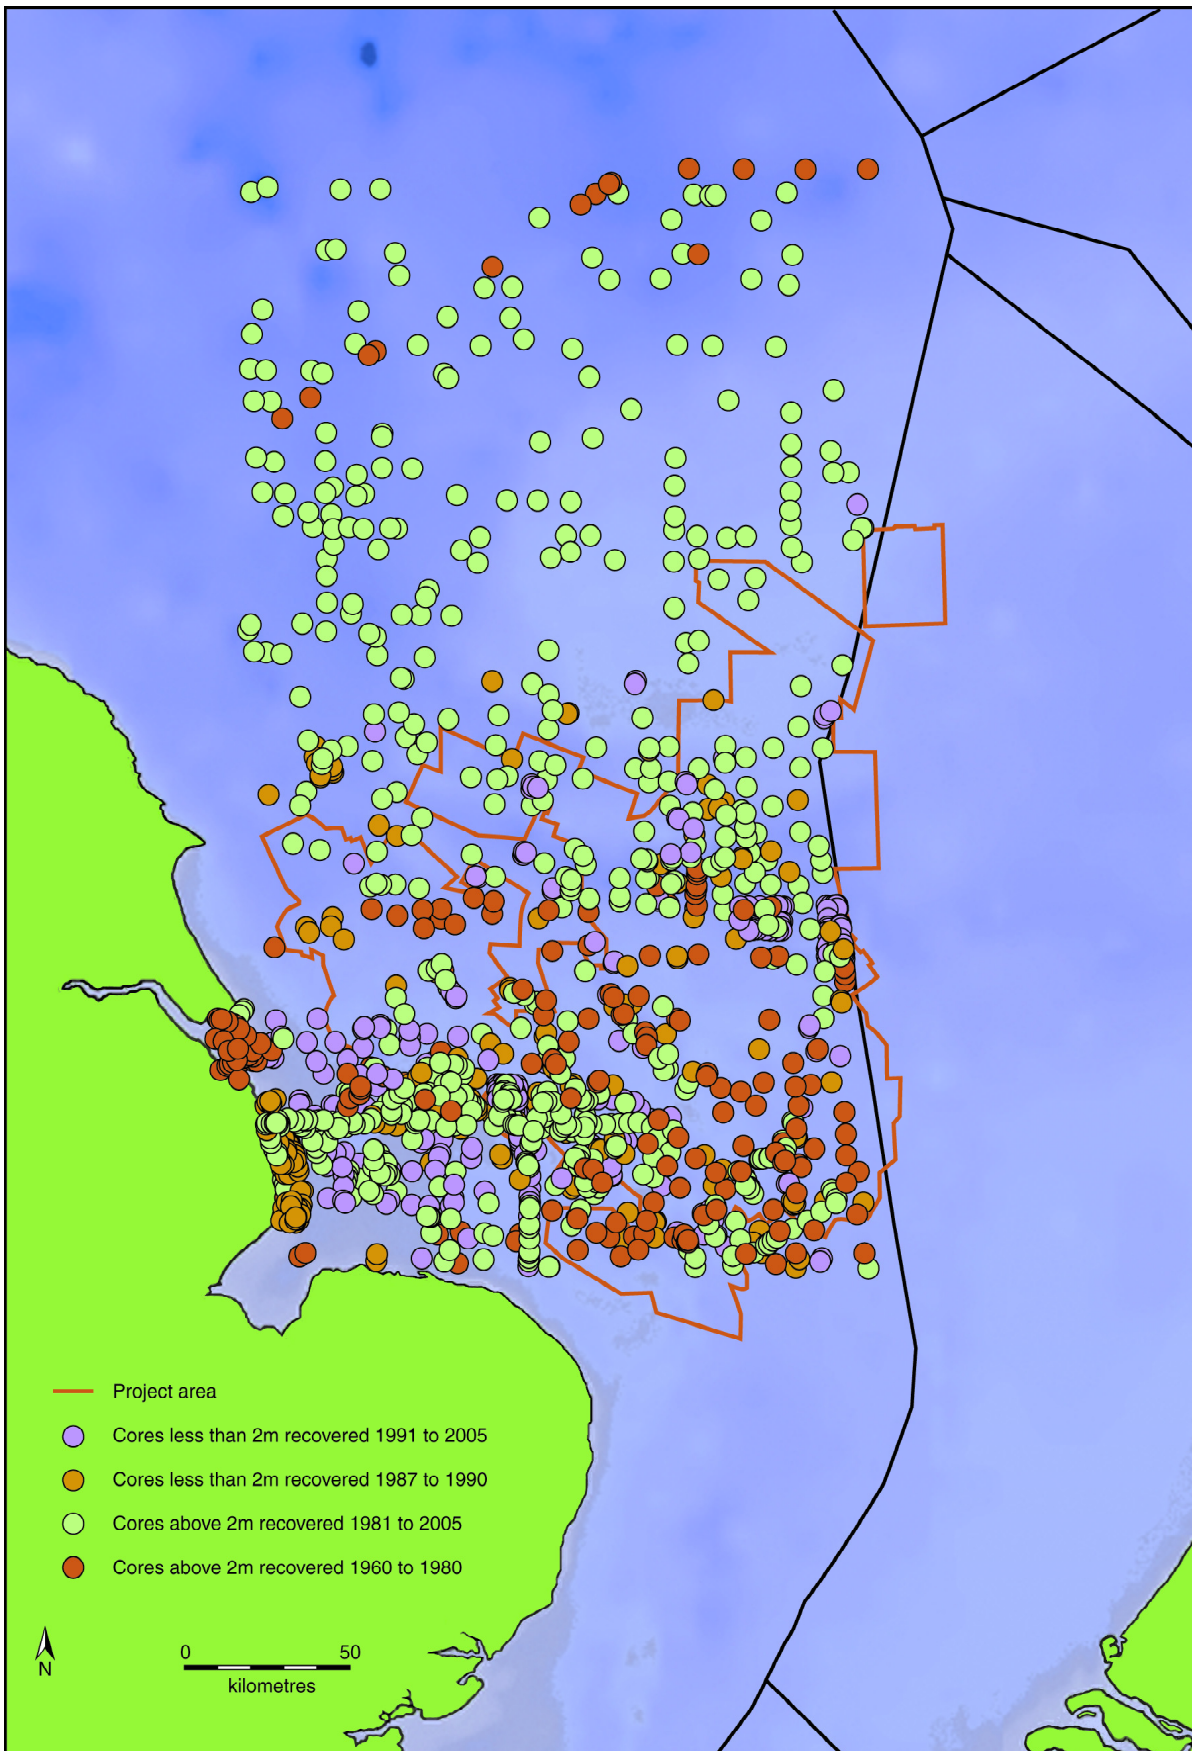 Project area
Cores less than 2m recovered 1991 to 2005
Cores less than 2m recovered 1987 to 1990
Cores above 2m recovered 1981 to 2005
Cores above 2m recovered 1960 to 1980
N
0 50
kilometres